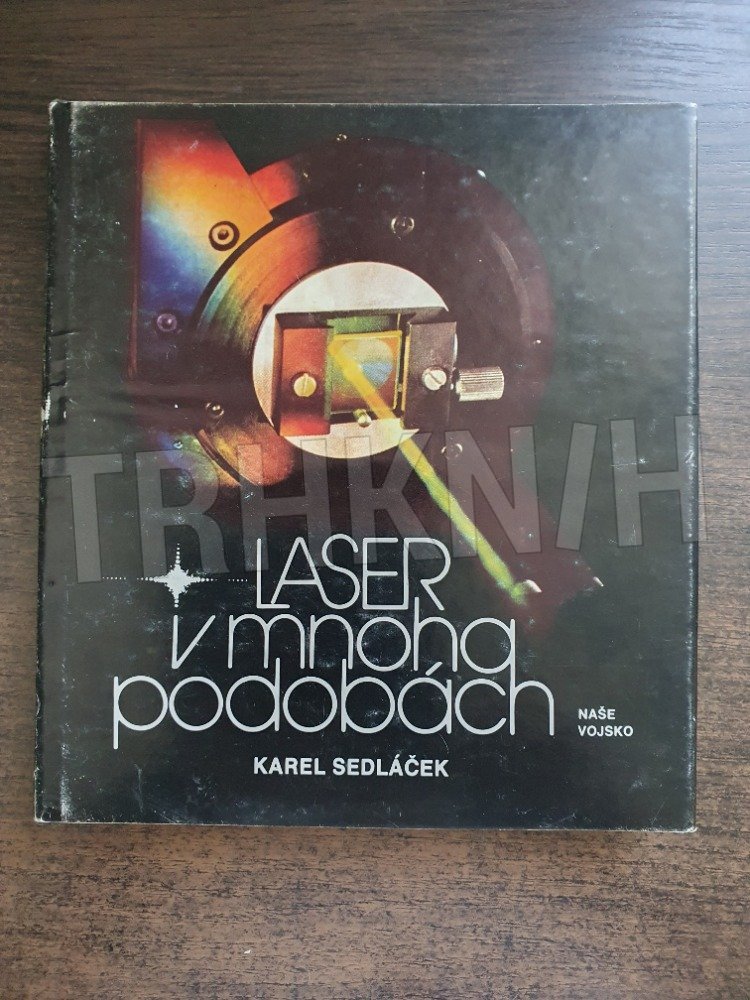 TRHKNIH
LASER
v mnoha
podobách
NAŠE
VOJSKO
KAREL SEDLÁČEK